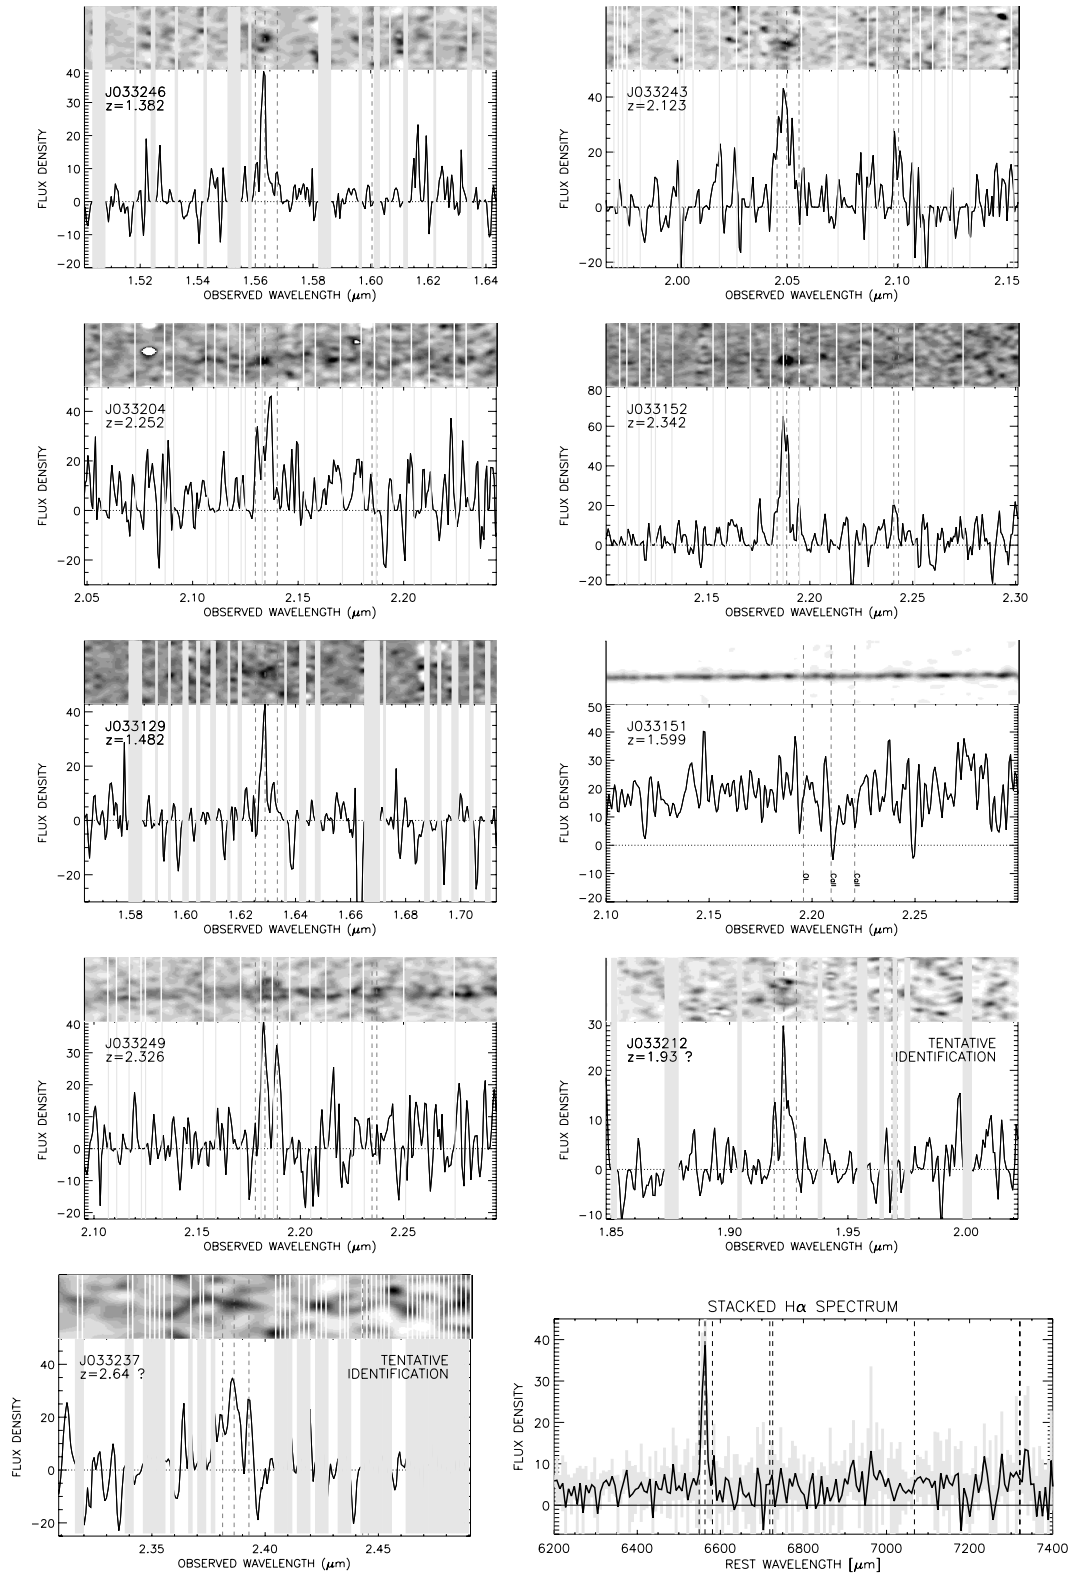 J033246
z=1.382
40
30
20
10
0
−10
−20
FLUX DENSITY
1.52 1.54 1.56 1.58 1.60 1.62 1.64
OBSERVED WAVELENGTH (μm)
J033243
z=2.123
40
20
0
−20
FLUX DENSITY
2.00 2.05 2.10 2.15
OBSERVED WAVELENGTH (μm)
J033204
z=2.252
40
20
0
−20
FLUX DENSITY
2.05 2.10 2.15 2.20
OBSERVED WAVELENGTH (μm)
J033152
z=2.342
80
60
40
20
0
−20
FLUX DENSITY
2.15 2.20 2.25 2.30
OBSERVED WAVELENGTH (μm)
J033129
z=1.482
40
20
0
−20
FLUX DENSITY
1.58 1.60 1.62 1.64 1.66 1.68 1.70
OBSERVED WAVELENGTH (μm)
J033151
z=1.599
50
40
30
20
10
0
−10
−20
FLUX DENSITY
OI
CaII
CaII
2.10 2.15 2.20 2.25
OBSERVED WAVELENGTH (μm)
J033249
z=2.326
40
30
20
10
0
−10
−20
FLUX DENSITY
2.10 2.15 2.20 2.25
OBSERVED WAVELENGTH (μm)
J033212
z=1.93 ?
TENTATIVE
IDENTIFICATION
30
20
10
0
−10
FLUX DENSITY
1.85 1.90 1.95 2.00
OBSERVED WAVELENGTH (μm)
J033237
z=2.64 ?
TENTATIVE
IDENTIFICATION
40
20
0
−20
FLUX DENSITY
2.35 2.40 2.45
OBSERVED WAVELENGTH (μm)
STACKED Hα SPECTRUM
40
30
20
10
0
FLUX DENSITY
6200 6400 6600 6800 7000 7200 7400
REST WAVELENGTH [μm]